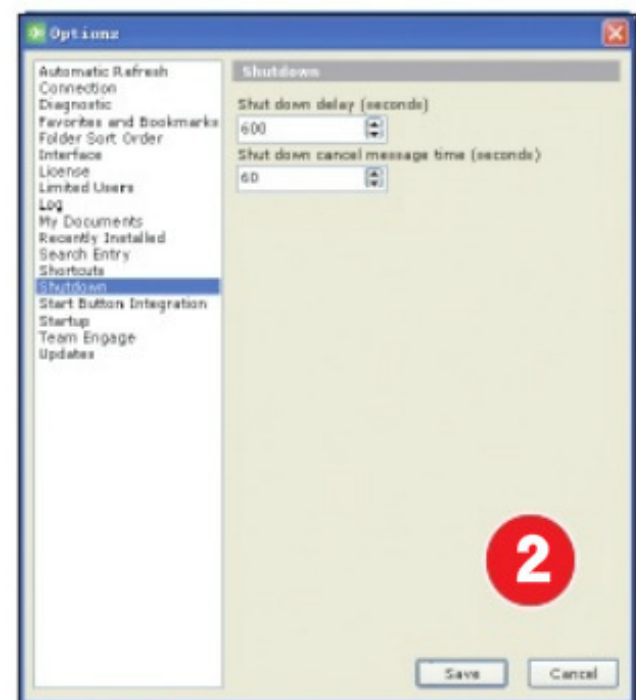 Options
Automatic Refresh
Connection
Diagnostic
Favorites and Bookmarks
Folder Sort Order
Interface
License
Limited Users
Log
My Documents
Recently Installed
Search Entry
Shortcuts
Shutdown
Start Button Integration
Startup
Team Engage
Updates
Shutdown
Shut down delay (seconds)
600
Shut down cancel message time (seconds)
60
2
Save Cancel